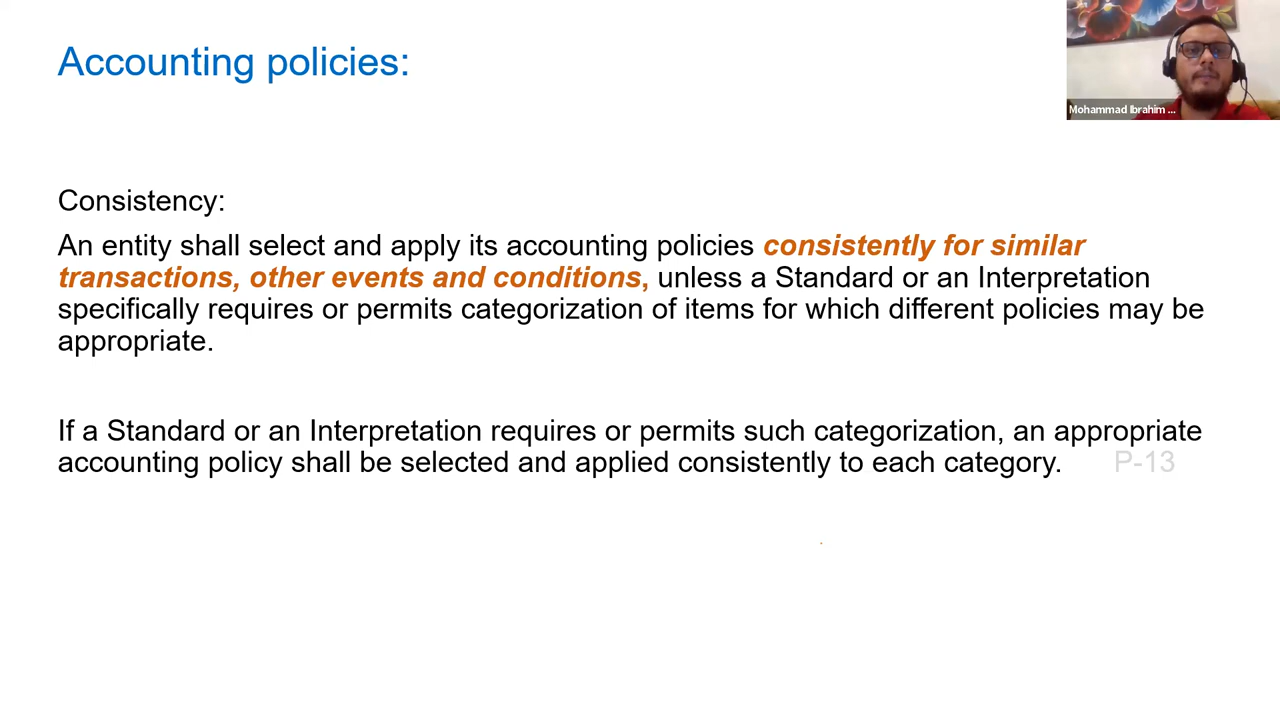 Accounting policies:
Mohammad Ibrahim ...
Consistency:
An entity shall select and apply its accounting policies consistently for similar
transactions, other events and conditions, unless a Standard or an Interpretation
specifically requires or permits categorization of items for which different policies may be
appropriate.
If a Standard or an Interpretation requires or permits such categorization, an appropriate
accounting policy shall be selected and applied consistently to each category. P-13